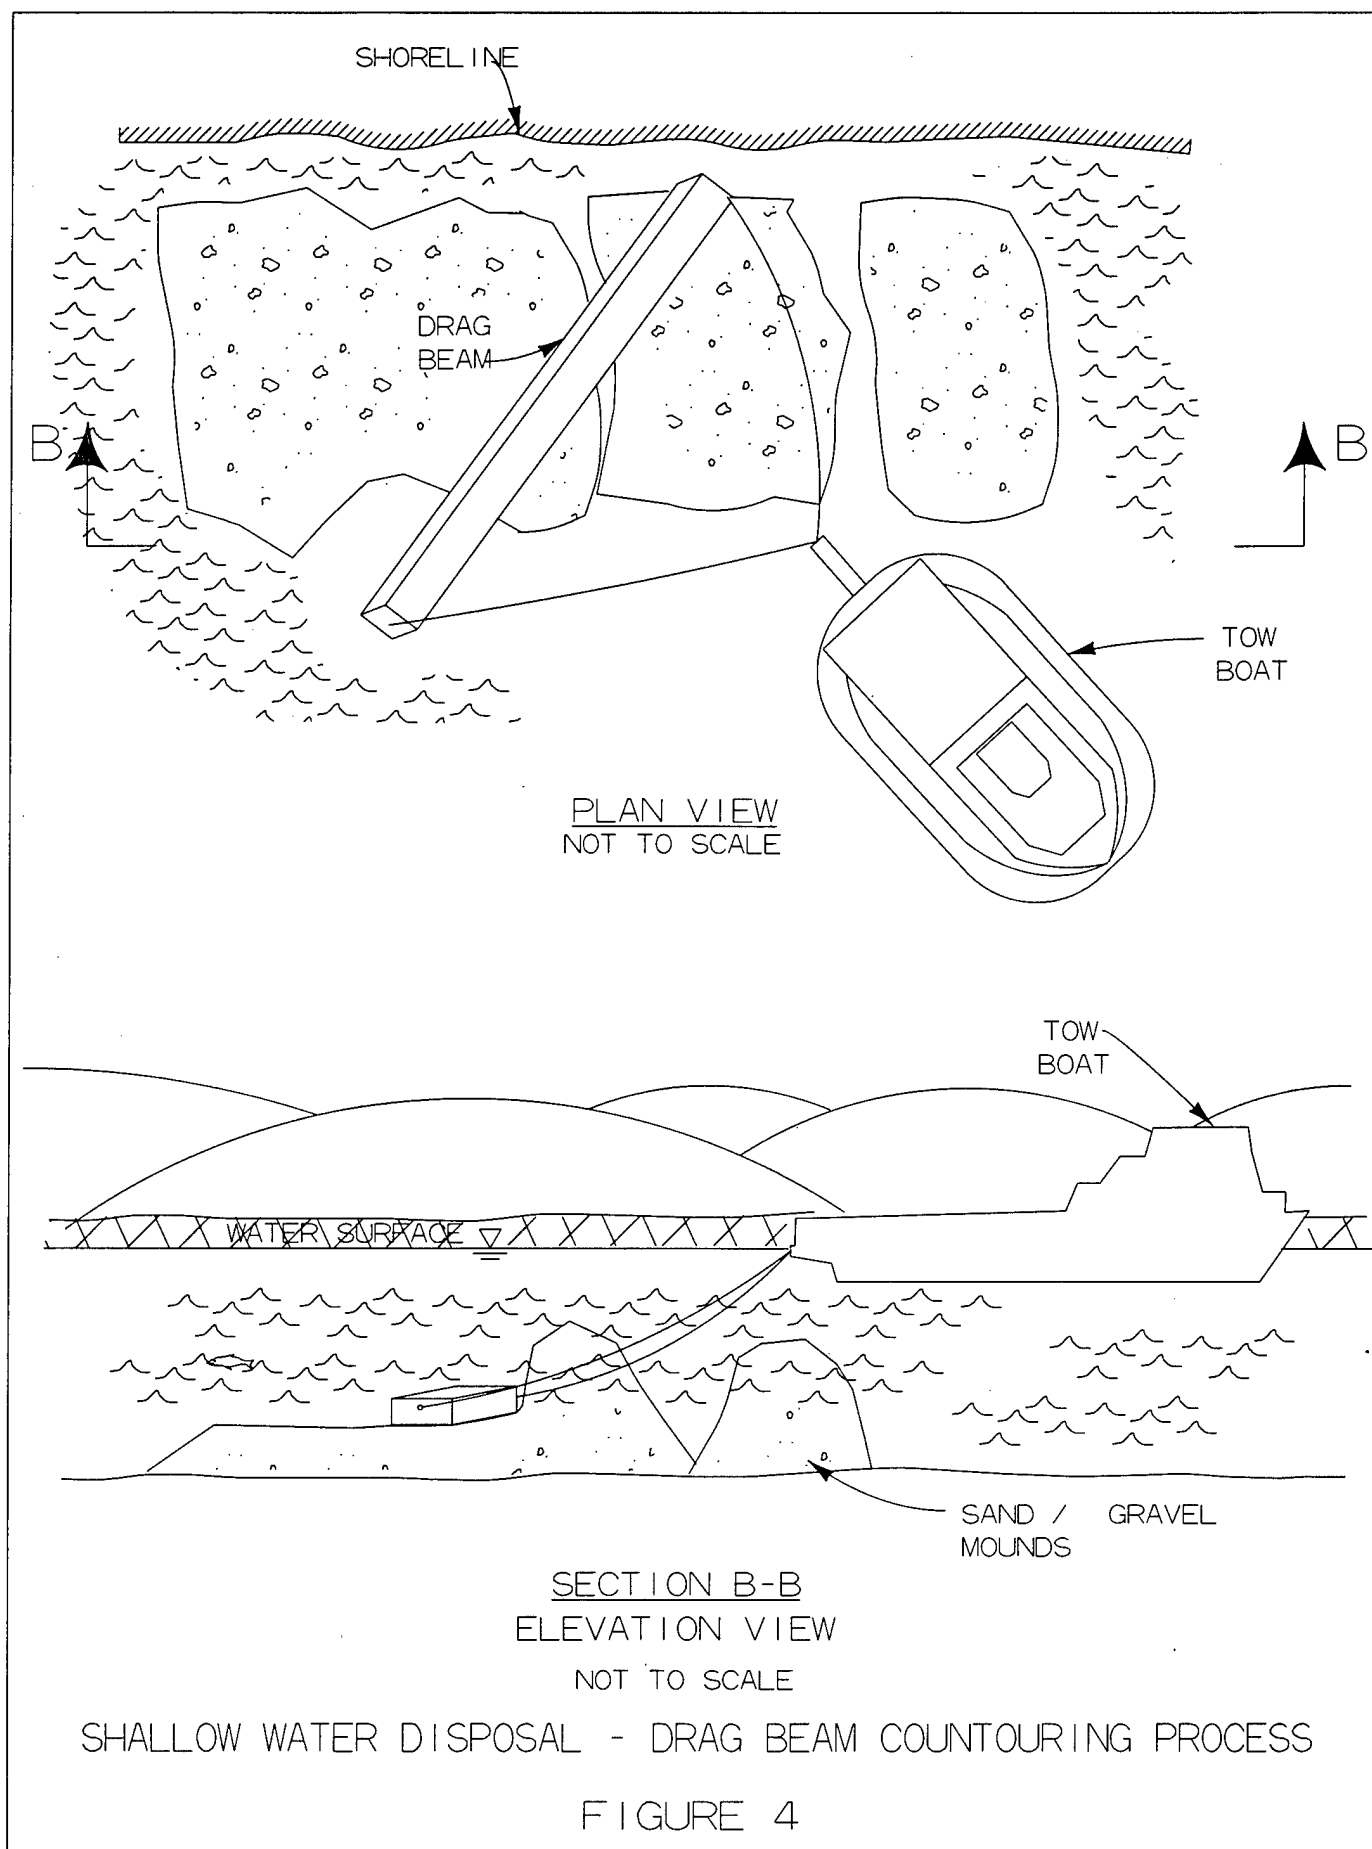 SHORELINE
DRAG
BEAM
B
B
TOW
BOAT
PLAN VIEW
NOT TO SCALE
TOW
BOAT
WATER SURFACE
SAND / GRAVEL
MOUNDS
SECTION B-B
ELEVATION VIEW
NOT TO SCALE
SHALLOW WATER DISPOSAL - DRAG BEAM COUNTOURING PROCESS
FIGURE 4